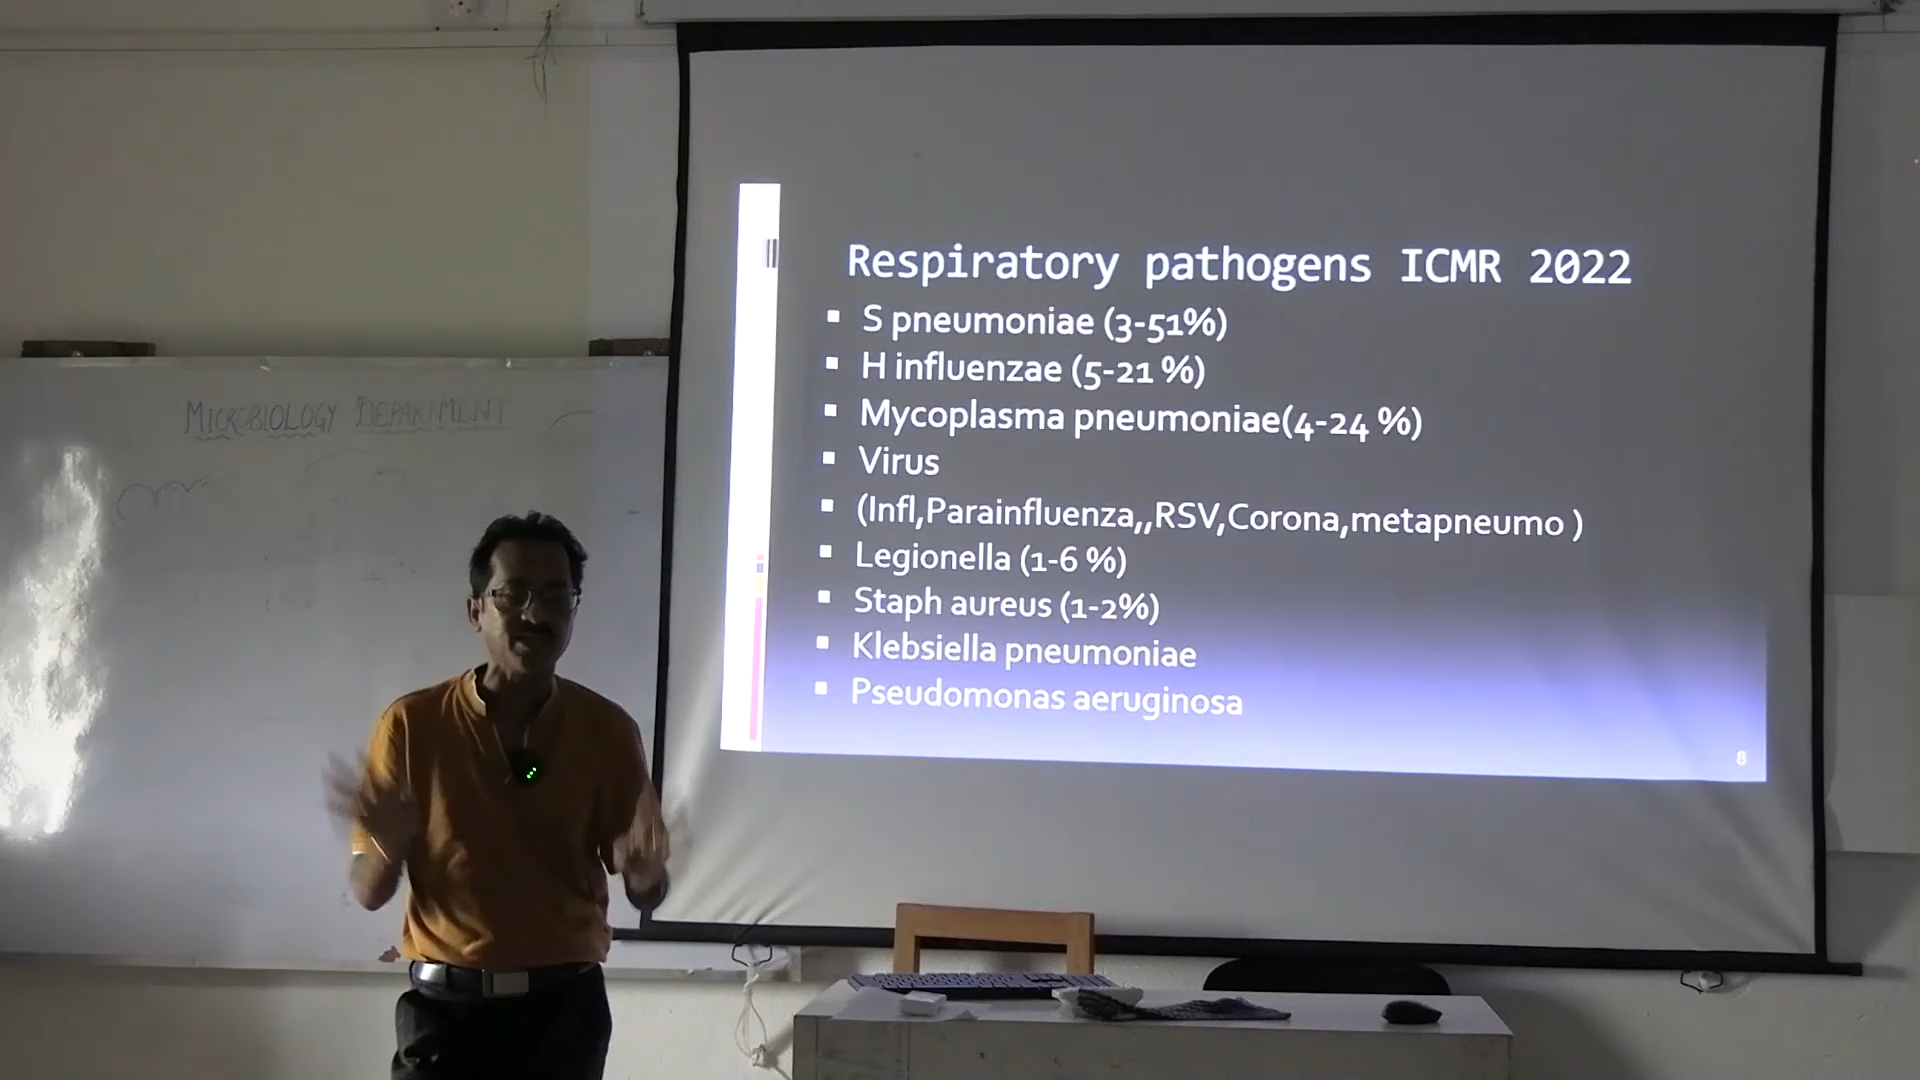 Respiratory pathogens ICMR 2022
S pneumoniae (3-51%)
H influenzae (5-21 %)
Mycoplasma pneumoniae(4-24 %)
Virus
(Infl,Parainfluenza,,RSV,Corona,metapneumo )
Legionella (1-6 %)
Staph aureus (1-2%)
Klebsiella pneumoniae
Pseudomonas aeruginosa
8
MICROBIOLOGY DEPARTMENT